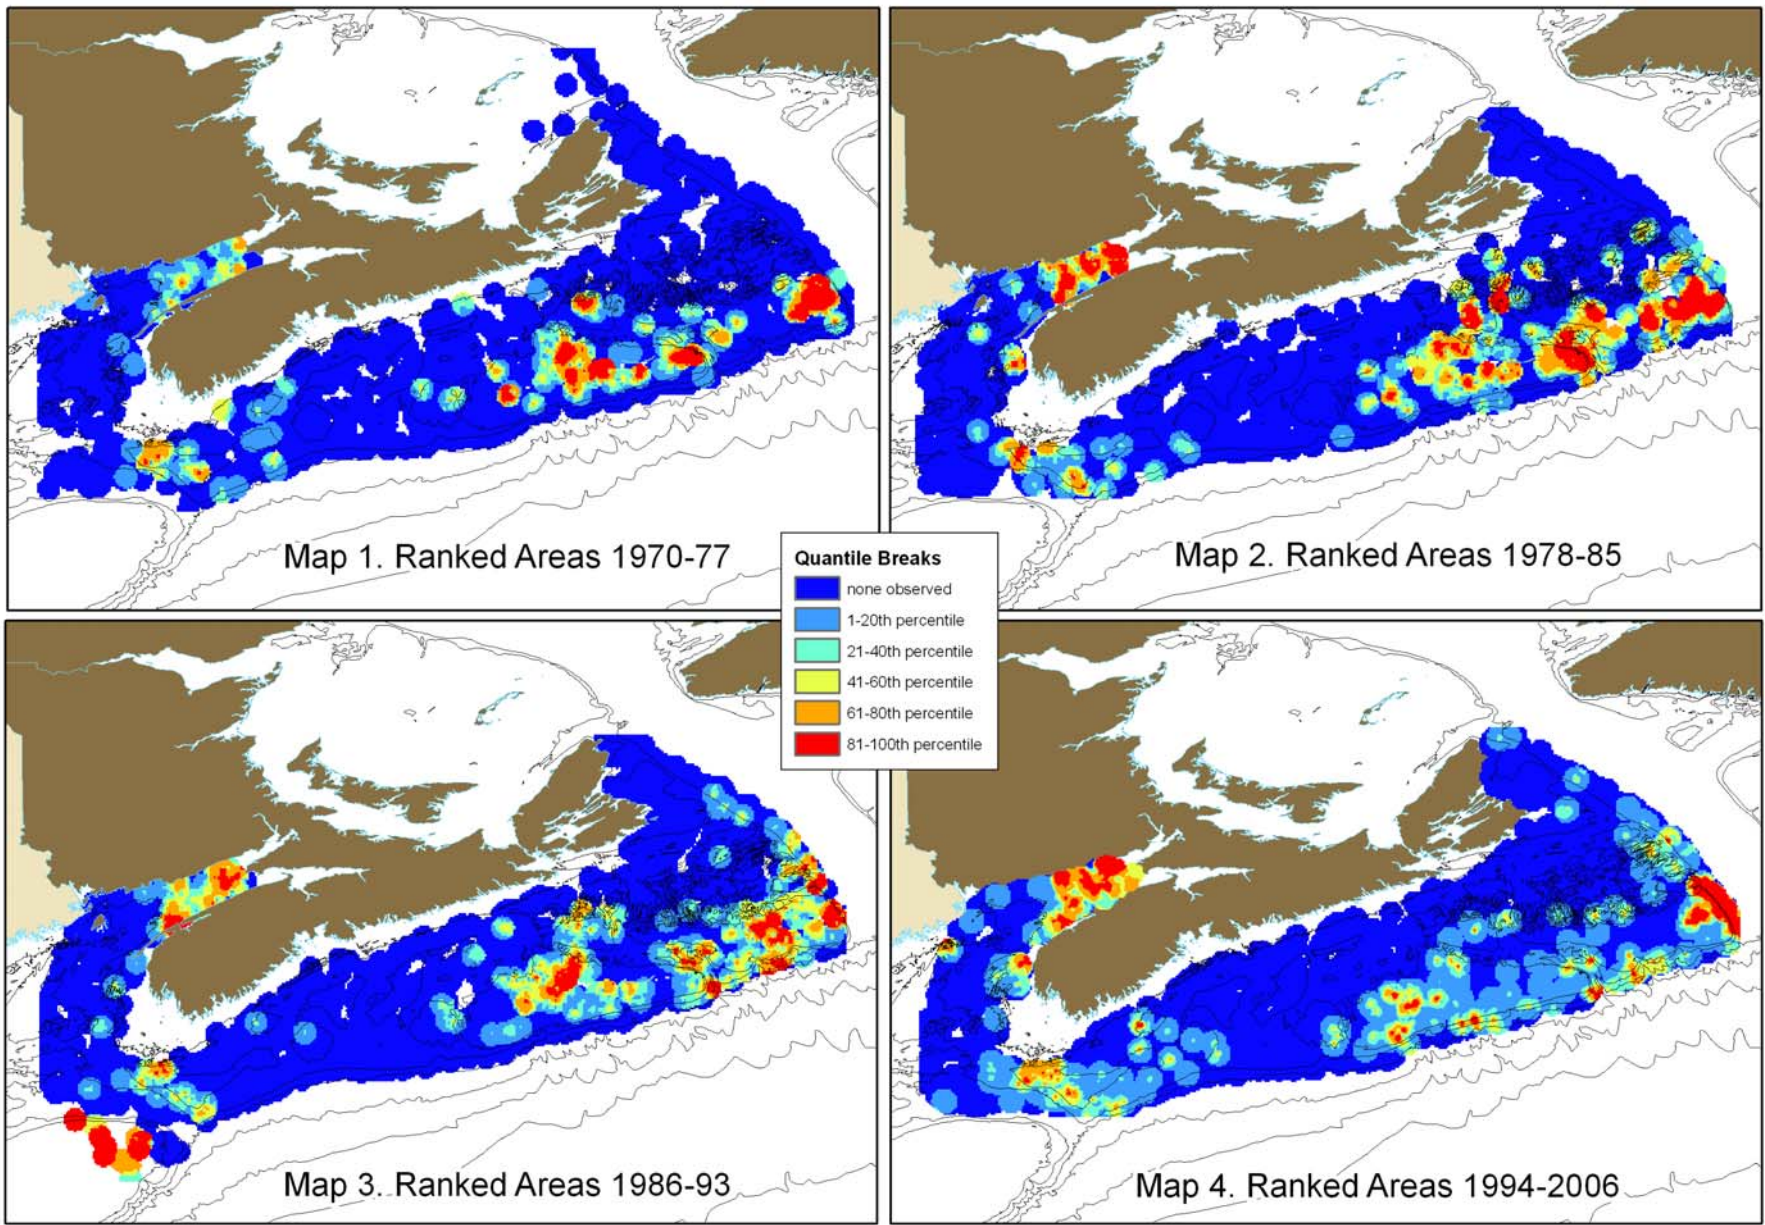 Map 1. Ranked Areas 1970-77
Map 2. Ranked Areas 1978-85
Quantile Breaks
none observed
1-20th percentile
21-40th percentile
41-60th percentile
61-80th percentile
81-100th percentile
Map 3. Ranked Areas 1986-93
Map 4. Ranked Areas 1994-2006